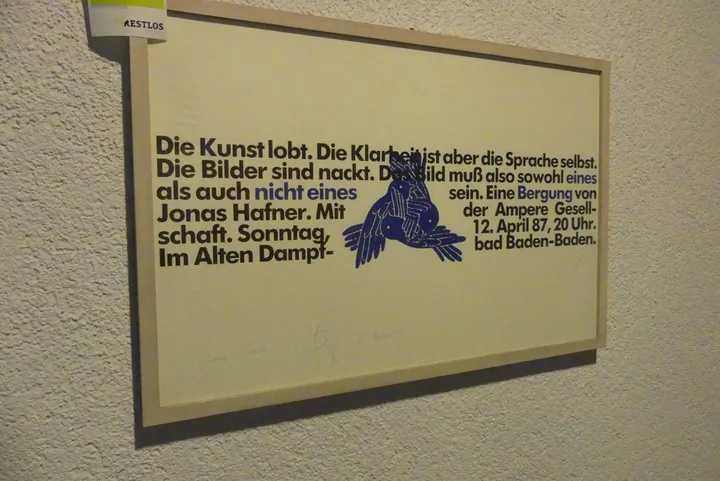 RESTLOS
Die Kunst lobt. Die Klarheit ist aber die Sprache selbst.
Die Bilder sind nackt. Das Bild muß also sowohl eines
als auch nicht eines sein. Eine Bergung von
Jonas Hafner. Mit der Ampere Gesell-
schaft. Sonntag, 12. April 87, 20 Uhr.
Im Alten Dampf- bad Baden-Baden.